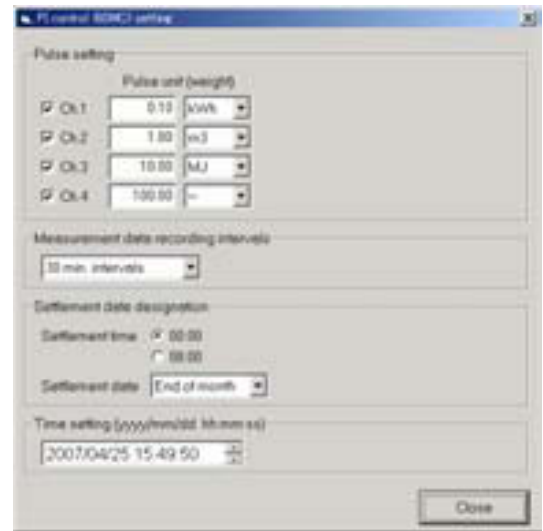 PI control 60MC) setting
Pulse setting
Pulse unit (weight)
Ch.1 0.10 kWh
Ch.2 1.00 m3
Ch.3 10.00 MJ
Ch.4 100.00 --
Measurement data recording intervals
30 min. intervals
Settlement date designation
Settlement time 00:00
08:00
Settlement date End of month
Time setting (yyyy/mm/dd hh:mm:ss)
2007/04/25 15:49:50
Close